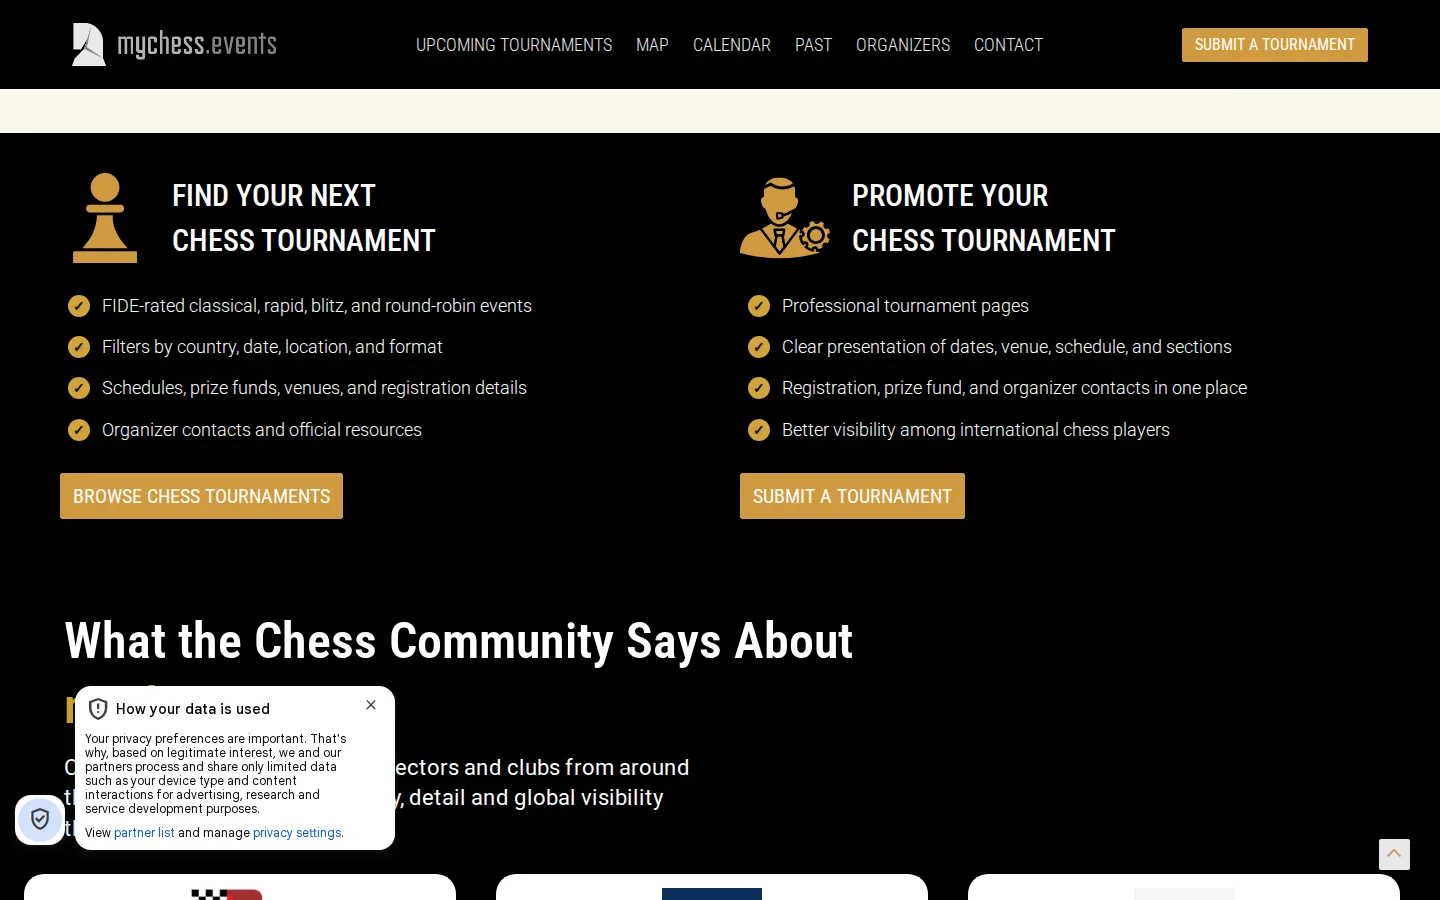 mychess.events
UPCOMING TOURNAMENTS MAP CALENDAR PAST ORGANIZERS CONTACT
SUBMIT A TOURNAMENT
FIND YOUR NEXT
CHESS TOURNAMENT
FIDE-rated classical, rapid, blitz, and round-robin events
Filters by country, date, location, and format
Schedules, prize funds, venues, and registration details
Organizer contacts and official resources
BROWSE CHESS TOURNAMENTS
PROMOTE YOUR
CHESS TOURNAMENT
Professional tournament pages
Clear presentation of dates, venue, schedule, and sections
Registration, prize fund, and organizer contacts in one place
Better visibility among international chess players
SUBMIT A TOURNAMENT
What the Chess Community Says About
and clubs from around
detail and global visibility
How your data is used
Your privacy preferences are important. That's
why, based on legitimate interest, we and our
partners process and share only limited data
such as your device type and content
interactions for advertising, research and
service development purposes.
View partner list and manage privacy settings.